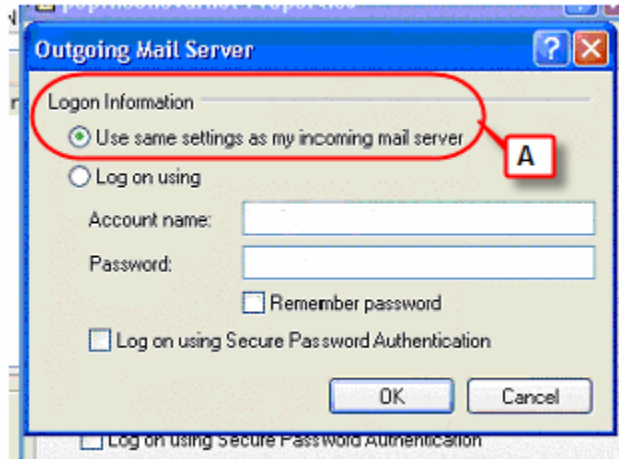 Properties
Outgoing Mail Server
Logon Information
Use same settings as my incoming mail server
A
Log on using
Account name:
Password:
Remember password
Log on using Secure Password Authentication
OK Cancel
Log on using Secure Password Authentication